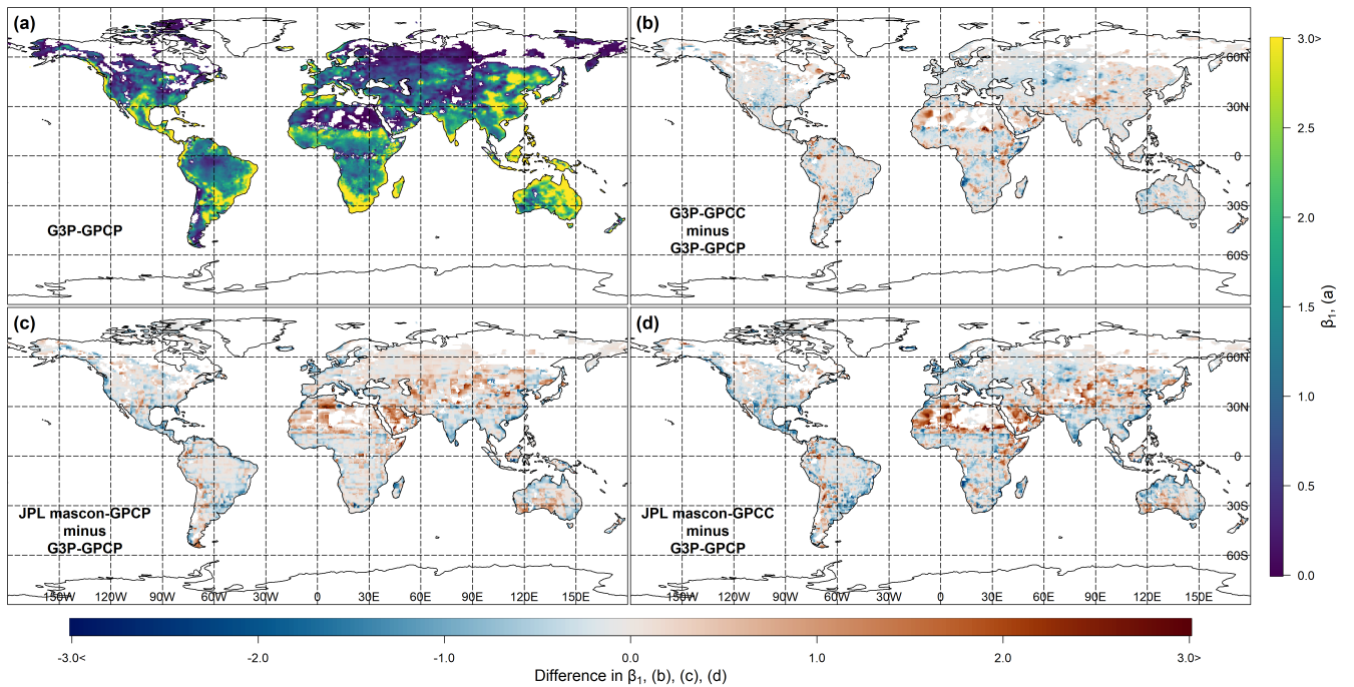 (a)
G3P-GPCP
(b)
60N
30N
0
30S
60S
G3P-GPCC
minus
G3P-GPCP
3.0>
2.5
2.0
1.5
1.0
0.5
0.0
β₁, (a)
(c)
JPL mascon-GPCP
minus
G3P-GPCP
150W 120W 90W 60W 30W 0 30E 60E 90E 120E 150E
(d)
60N
30N
0
30S
60S
JPL mascon-GPCC
minus
G3P-GPCP
150W 120W 90W 60W 30W 0 30E 60E 90E 120E 150E
-3.0< -2.0 -1.0 0.0 1.0 2.0 3.0>
Difference in β₁, (b), (c), (d)